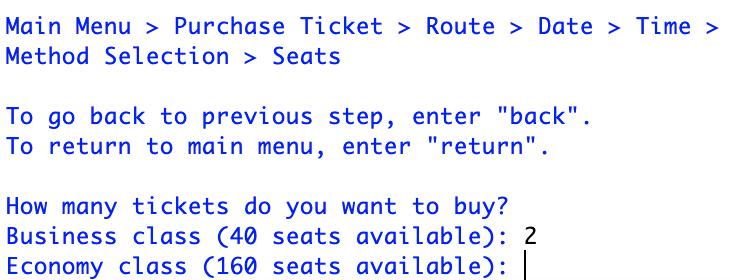 Main Menu > Purchase Ticket > Route > Date > Time >
Method Selection > Seats
To go back to previous step, enter "back".
To return to main menu, enter "return".
How many tickets do you want to buy?
Business class (40 seats available): 2
Economy class (160 seats available):